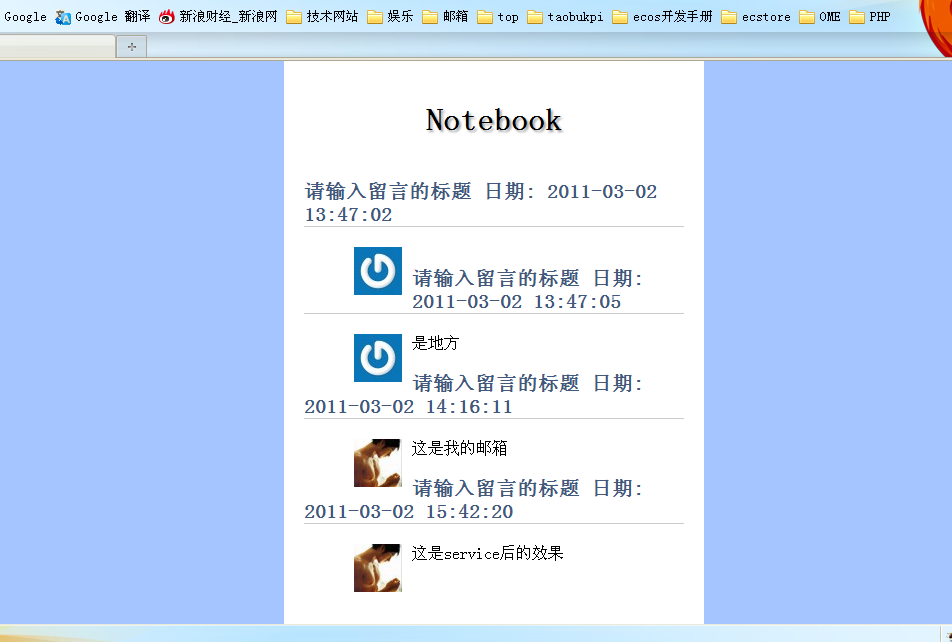 Google Google 翻译 新浪财经_新浪网 技术网站 娱乐 邮箱 top taobukpi ecos开发手册 ecstore OME PHP
Notebook
请输入留言的标题 日期: 2011-03-02
13:47:02
请输入留言的标题 日期:
2011-03-02 13:47:05
是地方
请输入留言的标题 日期:
2011-03-02 14:16:11
这是我的邮箱
请输入留言的标题 日期:
2011-03-02 15:42:20
这是service后的效果